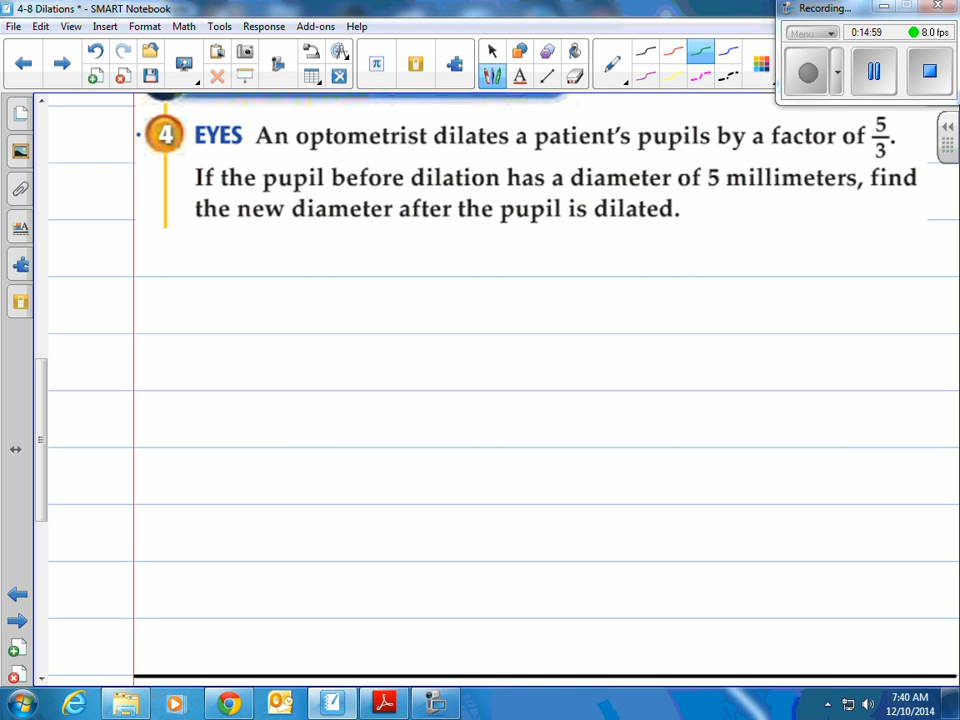 4-8 Dilations * - SMART Notebook
Recording...
File Edit View Insert Format Math Tools Response Add-ons Help
Menu
0:14:59
8.0 fps
4 EYES An optometrist dilates a patient's pupils by a factor of 5/3.
If the pupil before dilation has a diameter of 5 millimeters, find
the new diameter after the pupil is dilated.
7:40 AM
12/10/2014